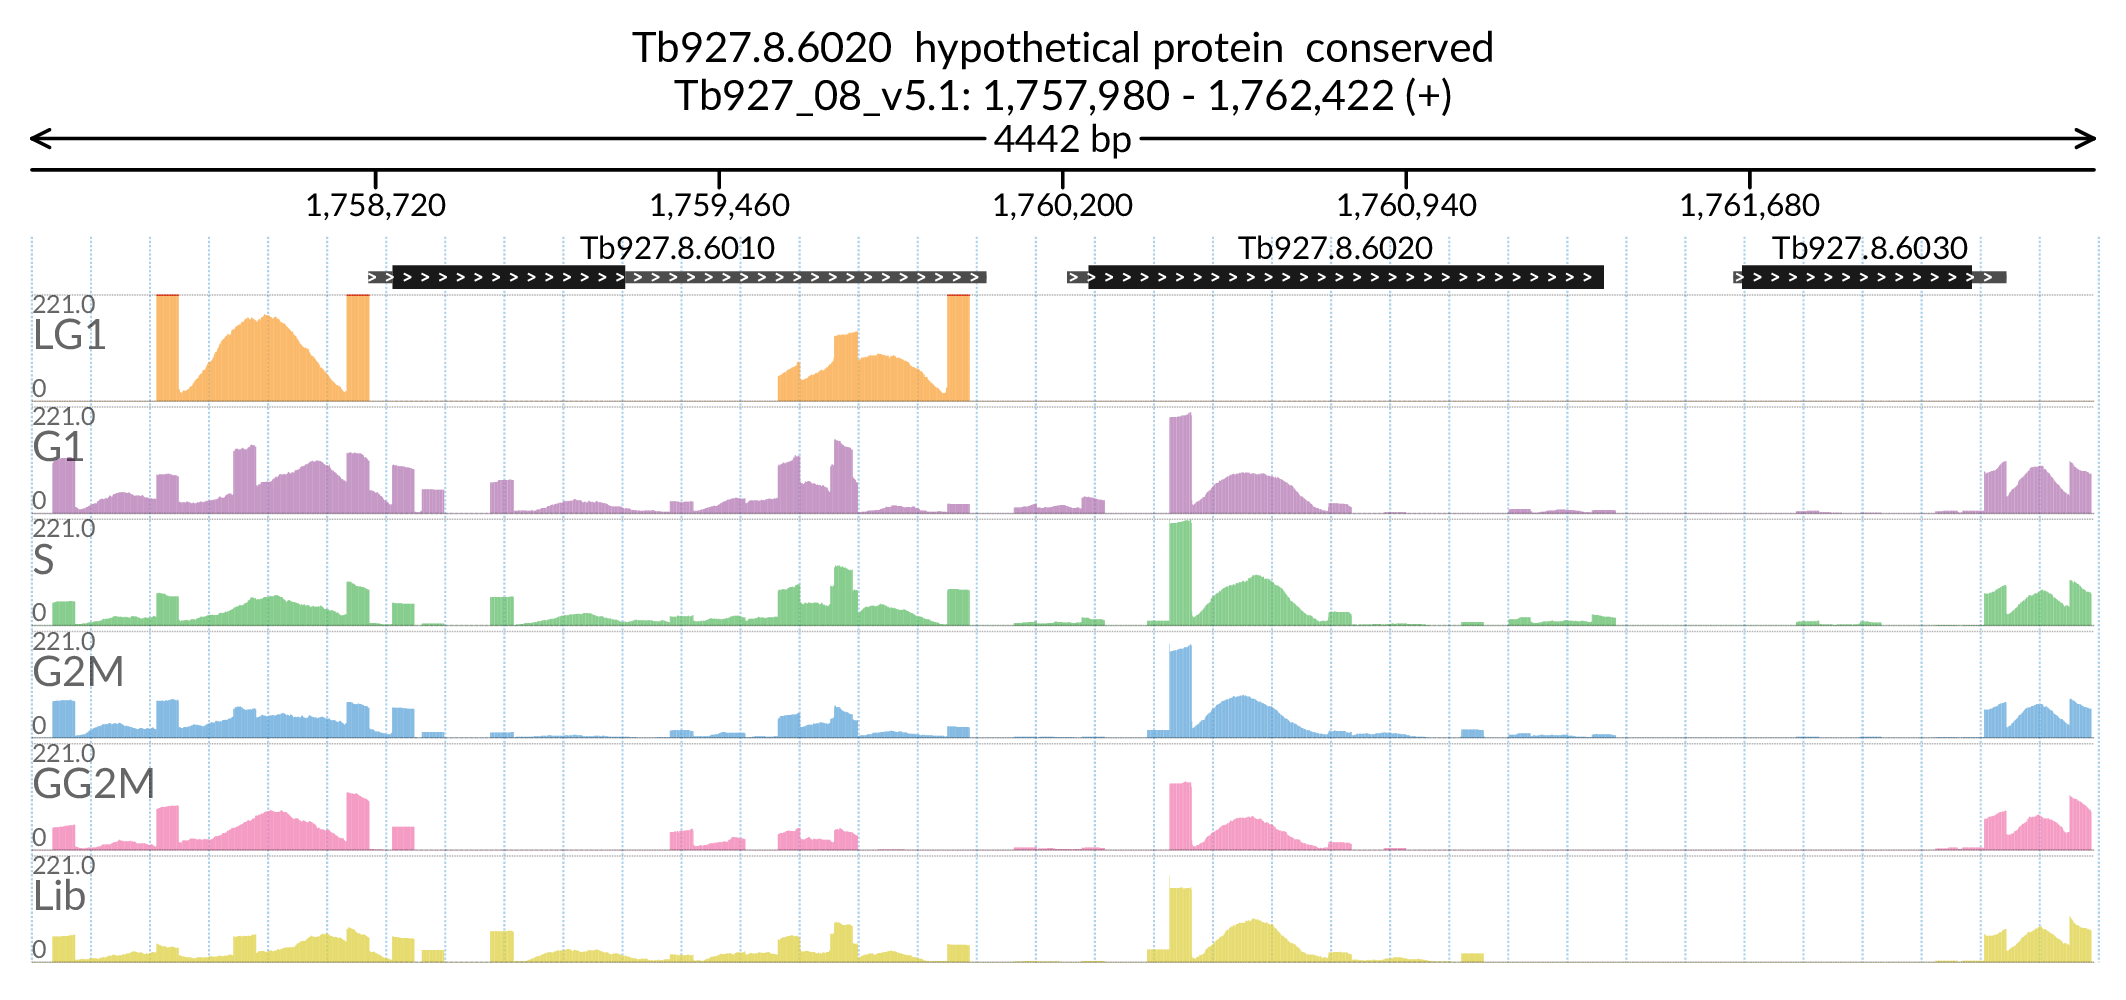 Tb927.8.6020  hypothetical protein  conserved
Tb927_08_v5.1: 1,757,980 - 1,762,422 (+)
4442 bp
1,758,720 1,759,460 1,760,200 1,760,940 1,761,680
Tb927.8.6010 Tb927.8.6020 Tb927.8.6030
221.0
LG1
0
221.0
G1
0
221.0
S
0
221.0
G2M
0
221.0
GG2M
0
221.0
Lib
0